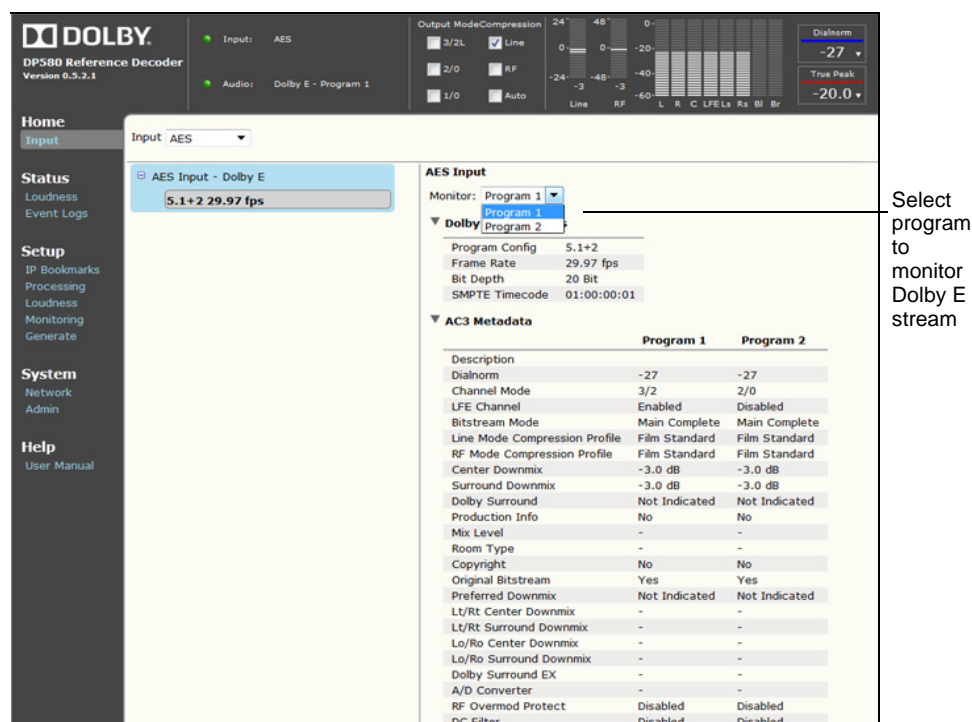 DOLBY.
DP580 Reference Decoder
Version 0.5.2.1
Input: AES
Audio: Dolby E - Program 1
Output Mode Compression
3/2L Line
2/0 RF
1/0 Auto
24 48 0-
0- 0- -20-
-24 -48 -40-
-3 -3 -60-
Line RF L R C LFE Ls Rs Bl Br
Dialnorm
-27
True Peak
-20.0
Home
Input
Status
Loudness
Event Logs
Setup
IP Bookmarks
Processing
Loudness
Monitoring
Generate
System
Network
Admin
Help
User Manual
Input AES
AES Input - Dolby E
5.1+2 29.97 fps
AES Input
Monitor: Program 1
Program 1
Program 2
Dolby
Program Config 5.1+2
Frame Rate 29.97 fps
Bit Depth 20 Bit
SMPTE Timecode 01:00:00:01
AC3 Metadata
Program 1 Program 2
Description
Dialnorm -27 -27
Channel Mode 3/2 2/0
LFE Channel Enabled Disabled
Bitstream Mode Main Complete Main Complete
Line Mode Compression Profile Film Standard Film Standard
RF Mode Compression Profile Film Standard Film Standard
Center Downmix -3.0 dB -3.0 dB
Surround Downmix -3.0 dB -3.0 dB
Dolby Surround Not Indicated Not Indicated
Production Info No No
Mix Level - -
Room Type - -
Copyright No No
Original Bitstream Yes Yes
Preferred Downmix Not Indicated Not Indicated
Lt/Rt Center Downmix - -
Lt/Rt Surround Downmix - -
Lo/Ro Center Downmix - -
Lo/Ro Surround Downmix - -
Dolby Surround EX - -
A/D Converter - -
RF Overmod Protect Disabled Disabled
DC Filter Disabled Disabled
Select
program
to
monitor
Dolby E
stream